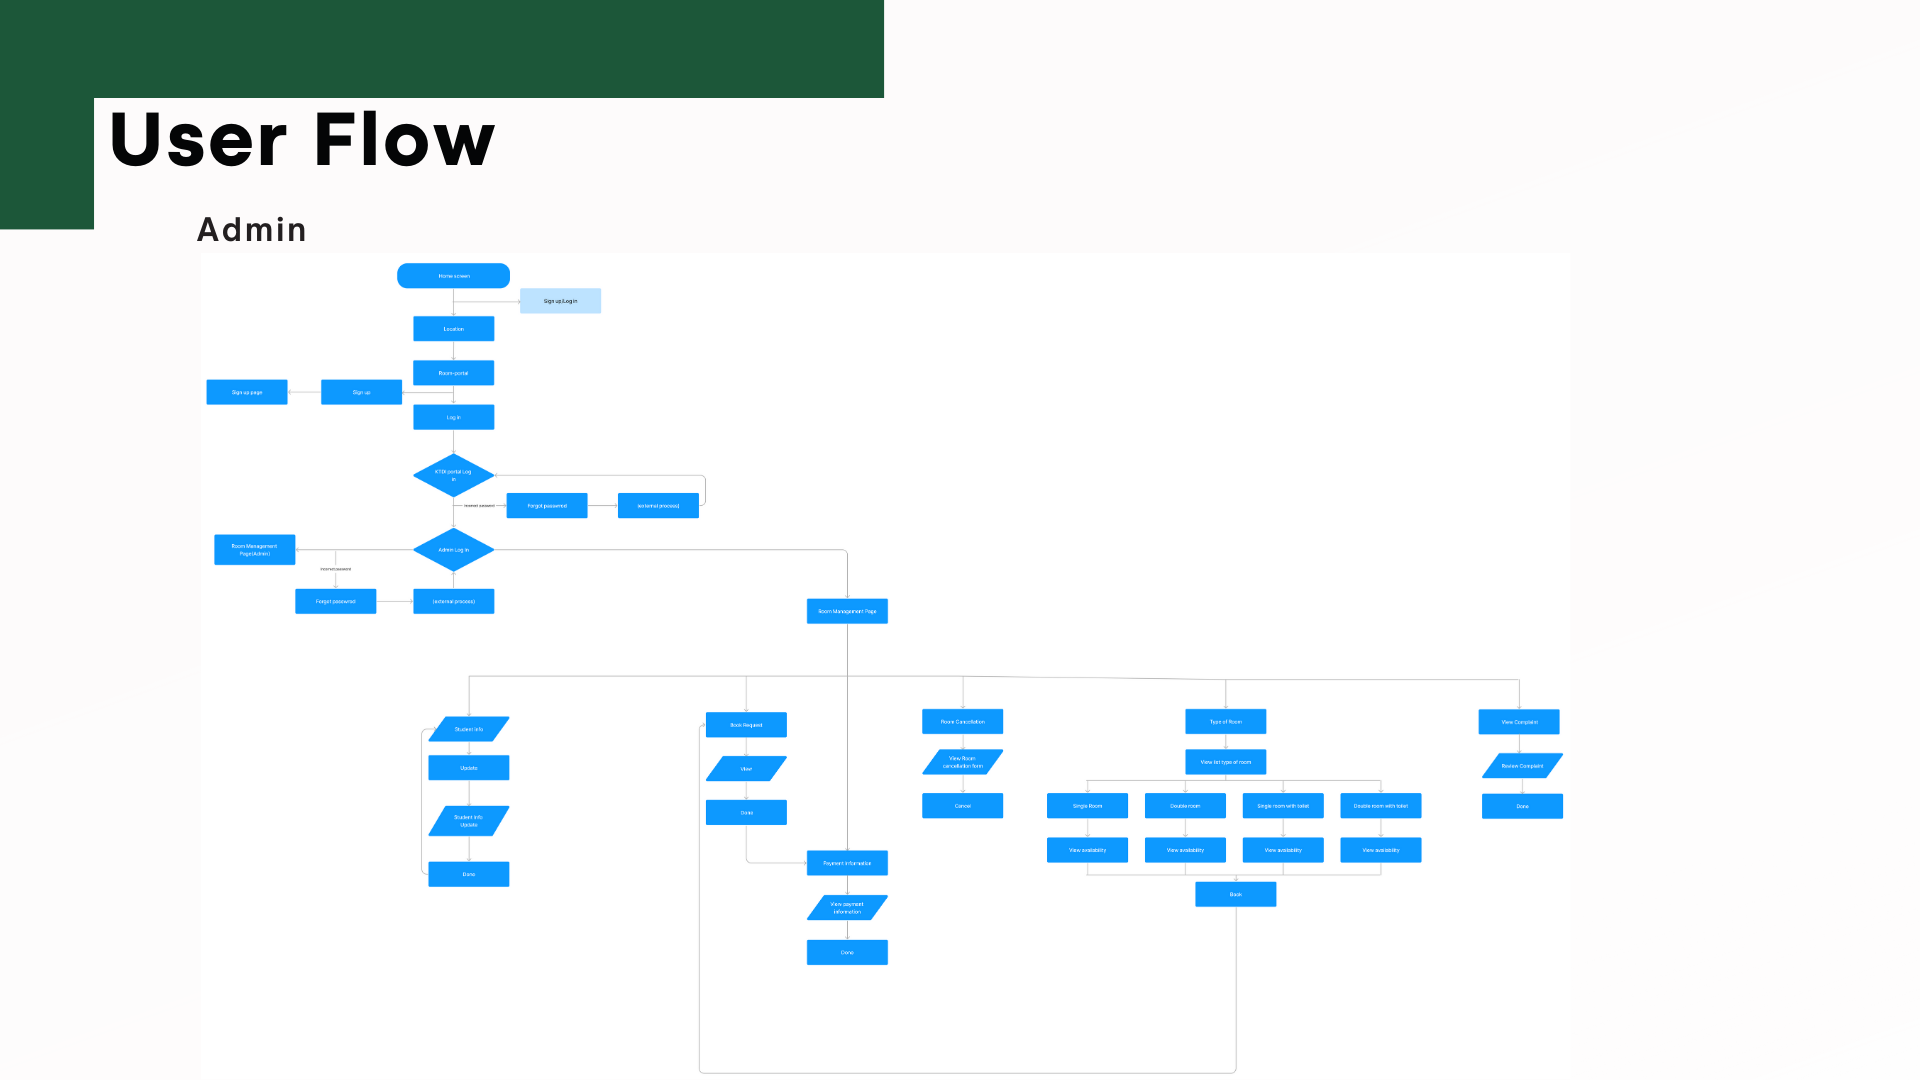 User Flow
Admin
Home screen
Sign up/Log in
Location
Room-portal
Sign up page
Sign up
Log in
KTDI portal Log
in
incorrect password
Forgot password
(external process)
Room Management
Page(Admin)
Admin Log in
incorrect password
Forgot password
(external process)
Room Management Page
Student info
Update
Student Info
Update
Done
Book Request
View
Done
Payment Information
View payment
information
Done
Room Cancellation
View Room
cancellation form
Cancel
Type of Room
View list type of room
Single Room
Double room
Single room with toilet
Double room with toilet
View availability
View availability
View availability
View availability
Book
View Complaint
Review Complaint
Done